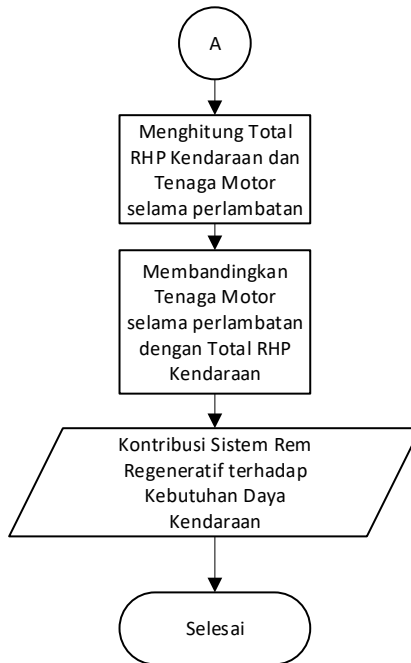 A
Menghitung Total
RHP Kendaraan dan
Tenaga Motor
selama perlambatan
Membandingkan
Tenaga Motor
selama perlambatan
dengan Total RHP
Kendaraan
Kontribusi Sistem Rem
Regeneratif terhadap
Kebutuhan Daya
Kendaraan
Selesai